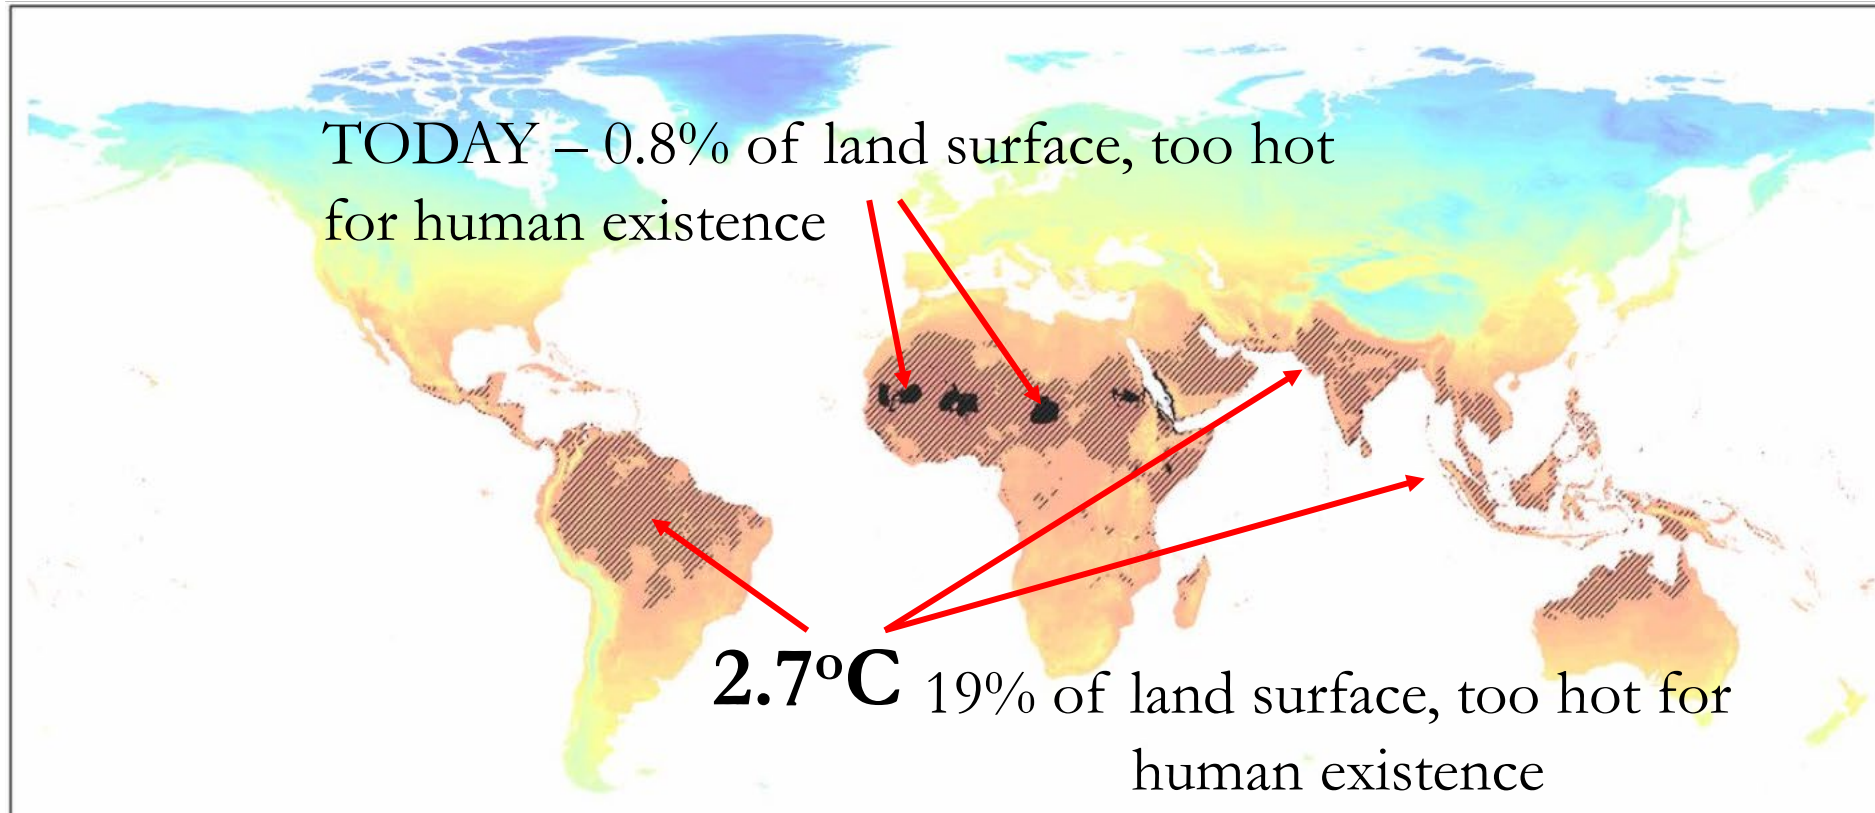 TODAY – 0.8% of land surface, too hot
for human existence
2.7°C 19% of land surface, too hot for
human existence